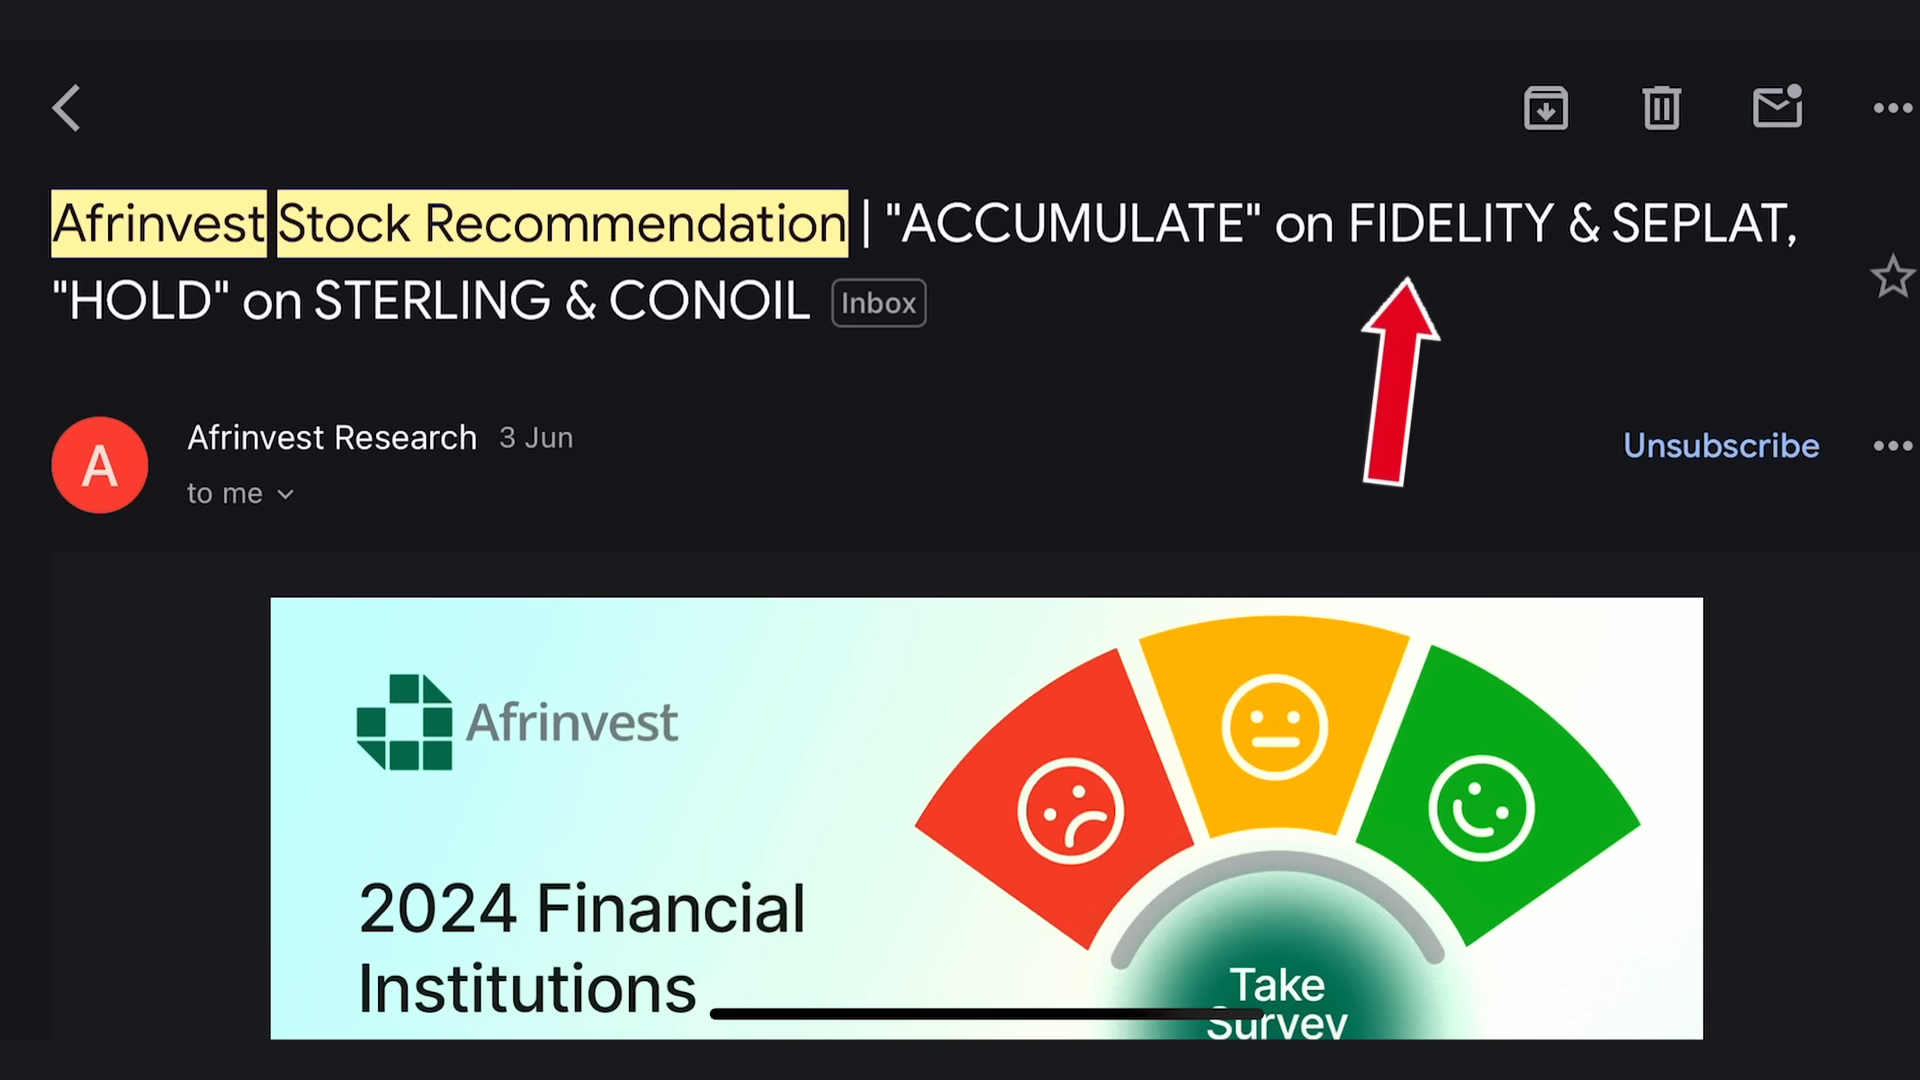 Afrinvest Stock Recommendation | "ACCUMULATE" on FIDELITY & SEPLAT,
"HOLD" on STERLING & CONOIL Inbox
A
Afrinvest Research 3 Jun
Unsubscribe
to me
Afrinvest
2024 Financial
Institutions
Take
Survey